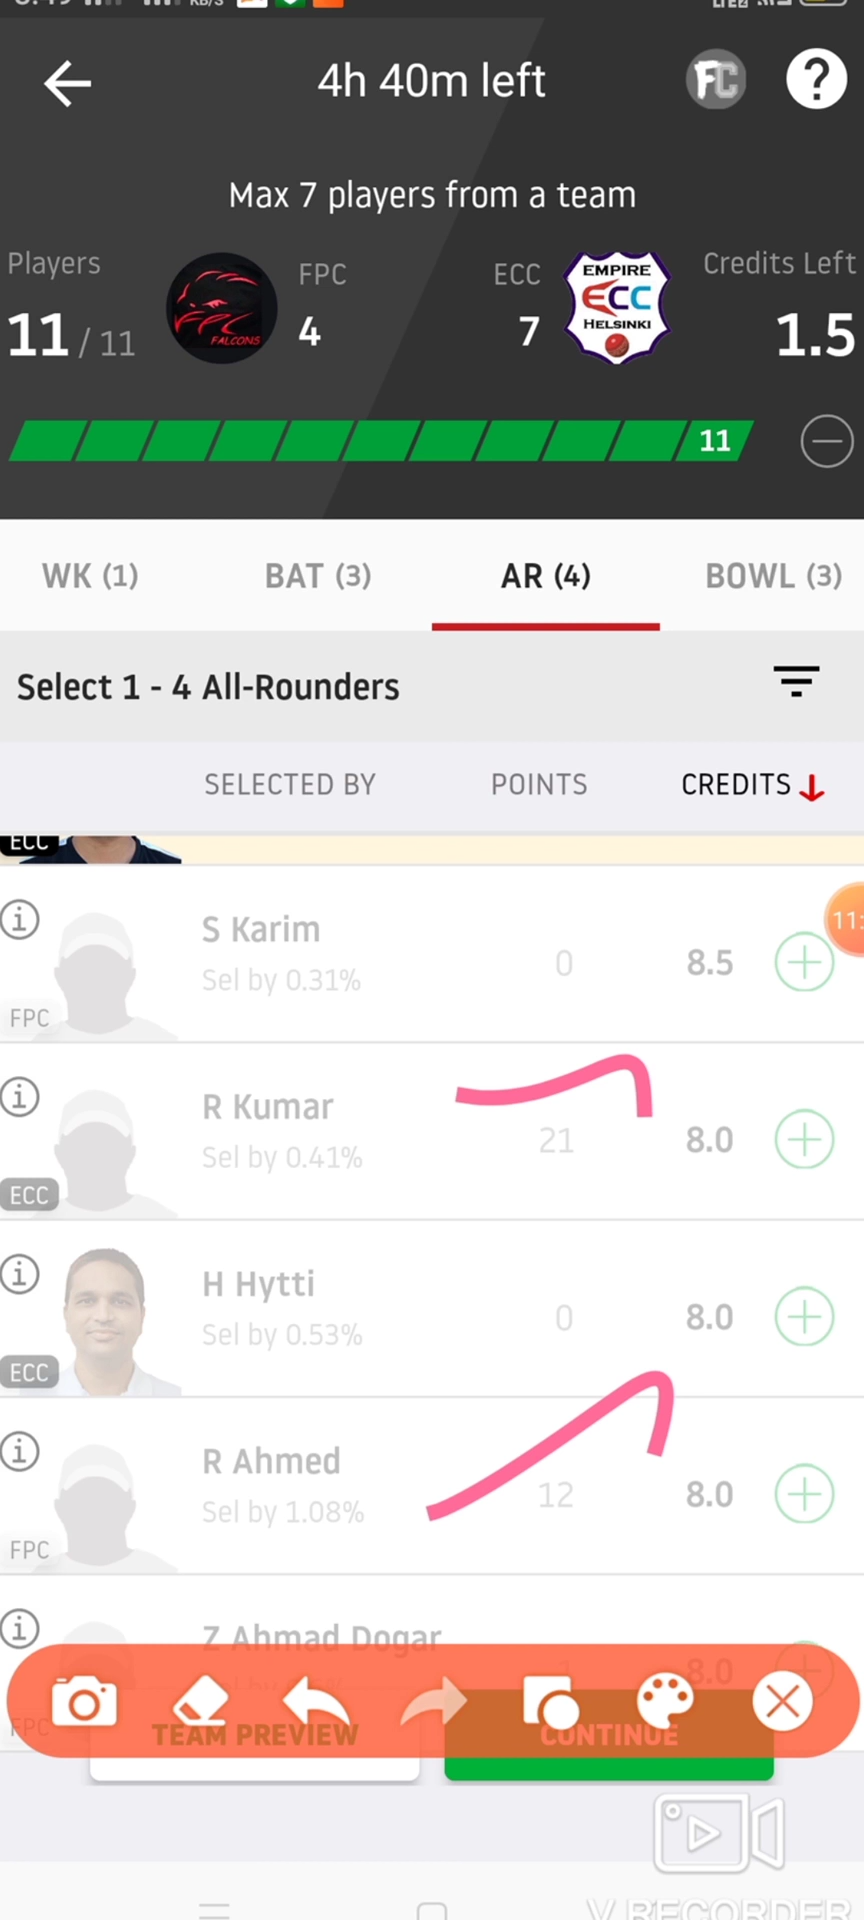 4h 40m left
FC
?
Max 7 players from a team
Players
11 / 11
FALCONS
FPC
4
ECC
7
EMPIRE
ECC
HELSINKI
Credits Left
1.5
11
WK (1)
BAT (3)
AR (4)
BOWL (3)
Select 1 - 4 All-Rounders
SELECTED BY
POINTS
CREDITS
ECC
S Karim
Sel by 0.31%
0
8.5
FPC
11:
R Kumar
Sel by 0.41%
21
8.0
ECC
H Hytti
Sel by 0.53%
0
8.0
ECC
R Ahmed
Sel by 1.08%
12
8.0
FPC
Z Ahmad Dogar
8.0
FPC
TEAM PREVIEW
CONTINUE
V RECORDER